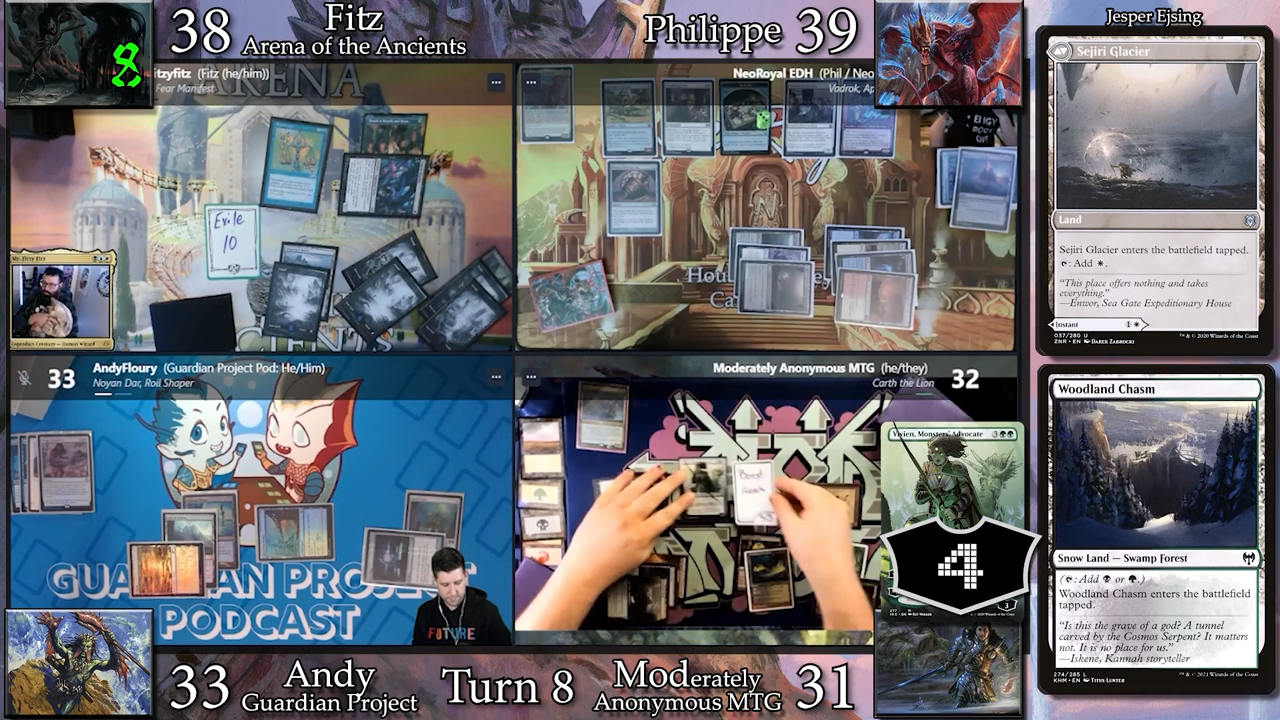 38
Fitz
Arena of the Ancients
Philippe
39
8
itzyfitz (Fitz (he/him))
Fear Manifest
ARENA
NeoRoyal EDH (Phil / Neo
Vadrok, Ap
Exile
10
33
AndyFloury (Guardian Project Pod: He/Him)
Noyan Dar, Roil Shaper
Moderately Anonymous MTG (he/they)
Carth the Lion
32
PODCAST
FUTURE
Vivien, Monsters' Advocate
4
33
Andy
Guardian Project
Turn 8
Moderately
Anonymous MTG
31
Jesper Ejsing
Sejiri Glacier
Land
Sejiri Glacier enters the battlefield tapped.
: Add
"This place offers nothing and takes
everything."
—Enwor, Sea Gate Expeditionary House
Instant
037/280 U
ZNR • EN DAREK ZABROCKI
™ & © 2020 Wizards of the Coast
Woodland Chasm
Snow Land — Swamp Forest
( : Add or .)
Woodland Chasm enters the battlefield
tapped.
"Is this the grave of a god? A tunnel
carved by the Cosmos Serpent? It matters
not. It is no place for us."
—Iskene, Kannah storyteller
274/285 L
KHM • EN TITUS LUNTER
™ & © 2021 Wizards of the Coast